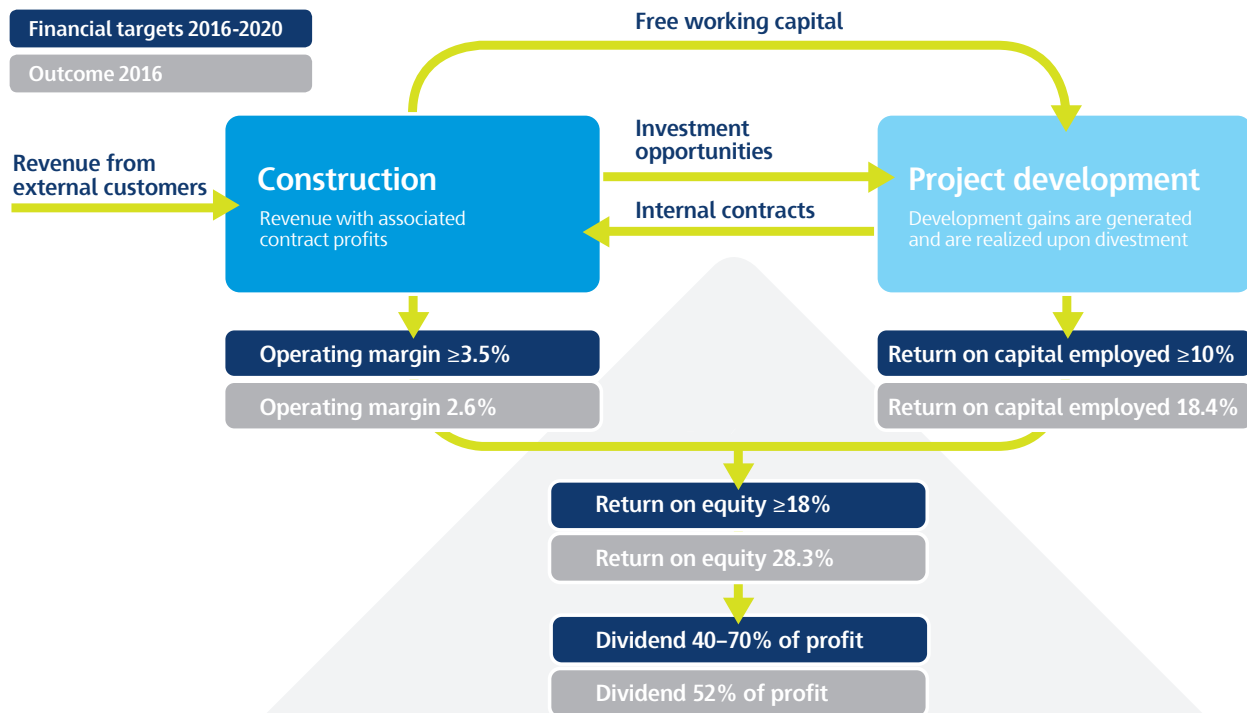 Financial targets 2016-2020
Outcome 2016
Free working capital
Revenue from
external customers
Construction
Revenue with associated
contract profits
Investment
opportunities
Internal contracts
Project development
Development gains are generated
and are realized upon divestment
Operating margin ≥3.5%
Operating margin 2.6%
Return on capital employed ≥10%
Return on capital employed 18.4%
Return on equity ≥18%
Return on equity 28.3%
Dividend 40–70% of profit
Dividend 52% of profit